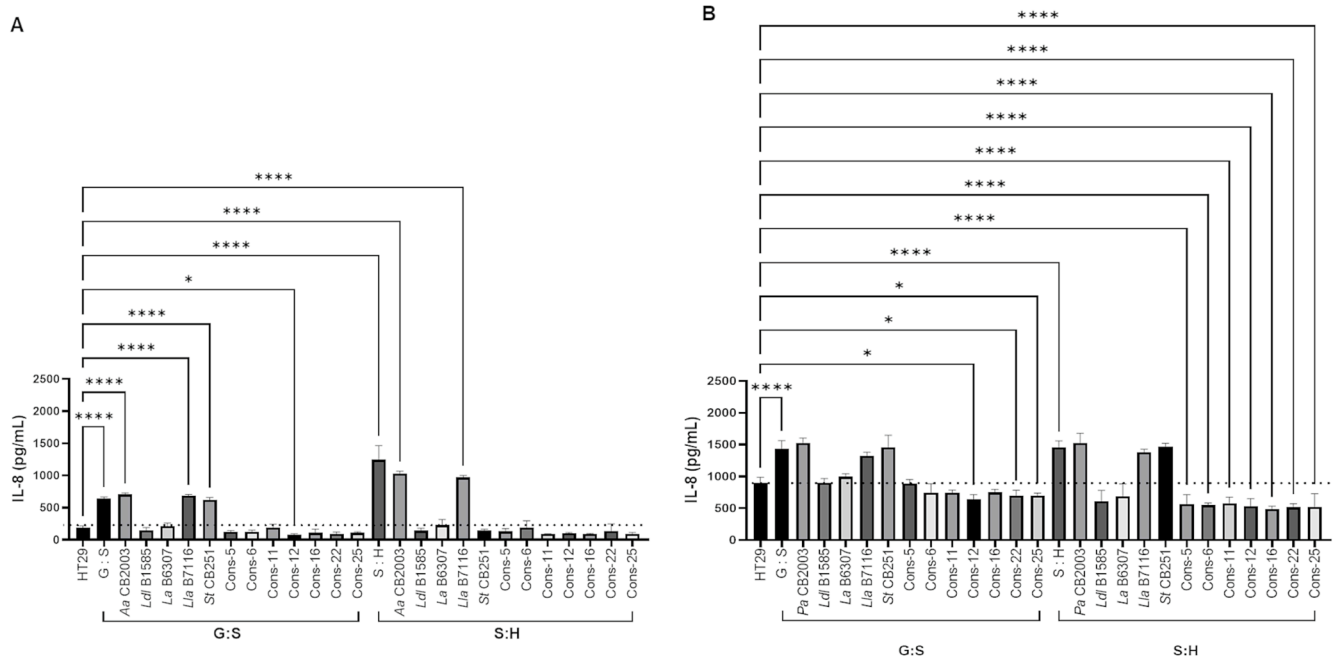 A
****
****
****
*
****
****
****
****
IL-8 (pg/mL)
2500
2000
1500
1000
500
0
HT29
G : S
Aa CB2003
Ldl B1585
La B6307
Lla B7116
St CB251
Cons-5
Cons-6
Cons-11
Cons-12
Cons-16
Cons-22
Cons-25
S : H
Aa CB2003
Ldl B1585
La B6307
Lla B7116
St CB251
Cons-5
Cons-6
Cons-11
Cons-12
Cons-16
Cons-22
Cons-25
G:S
S:H
B
****
****
****
****
****
****
****
****
*
*
*
****
IL-8 (pg/mL)
2500
2000
1500
1000
500
0
HT29
G : S
Pa CB2003
Ldl B1585
La B6307
Lla B7116
St CB251
Cons-5
Cons-6
Cons-11
Cons-12
Cons-16
Cons-22
Cons-25
S : H
Pa CB2003
Ldl B1585
La B6307
Lla B7116
St CB251
Cons-5
Cons-6
Cons-11
Cons-12
Cons-16
Cons-22
Cons-25
G:S
S:H